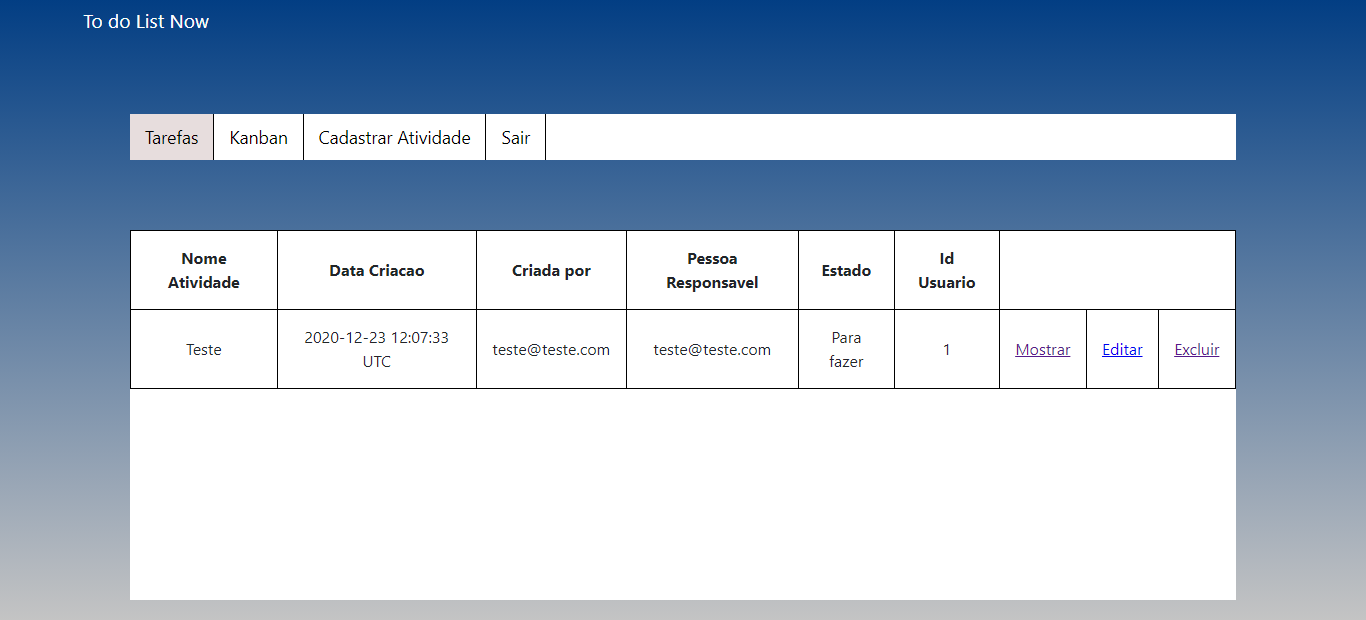 To do List Now
Tarefas Kanban Cadastrar Atividade Sair
Nome Atividade Data Criacao Criada por Pessoa Responsavel Estado Id Usuario
Teste 2020-12-23 12:07:33 UTC teste@teste.com teste@teste.com Para fazer 1 Mostrar Editar Excluir